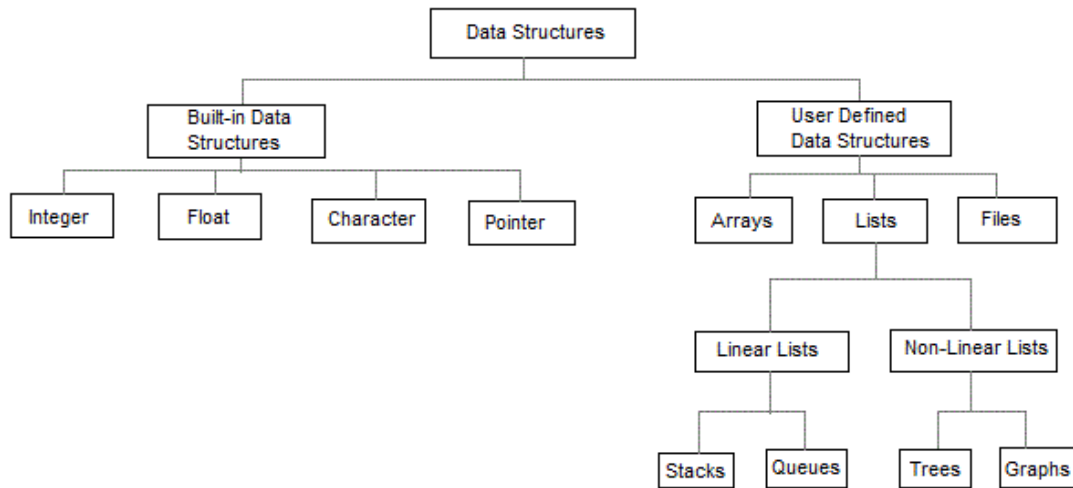 Data Structures
Built-in Data
Structures
User Defined
Data Structures
Integer
Float
Character
Pointer
Arrays
Lists
Files
Linear Lists
Non-Linear Lists
Stacks
Queues
Trees
Graphs